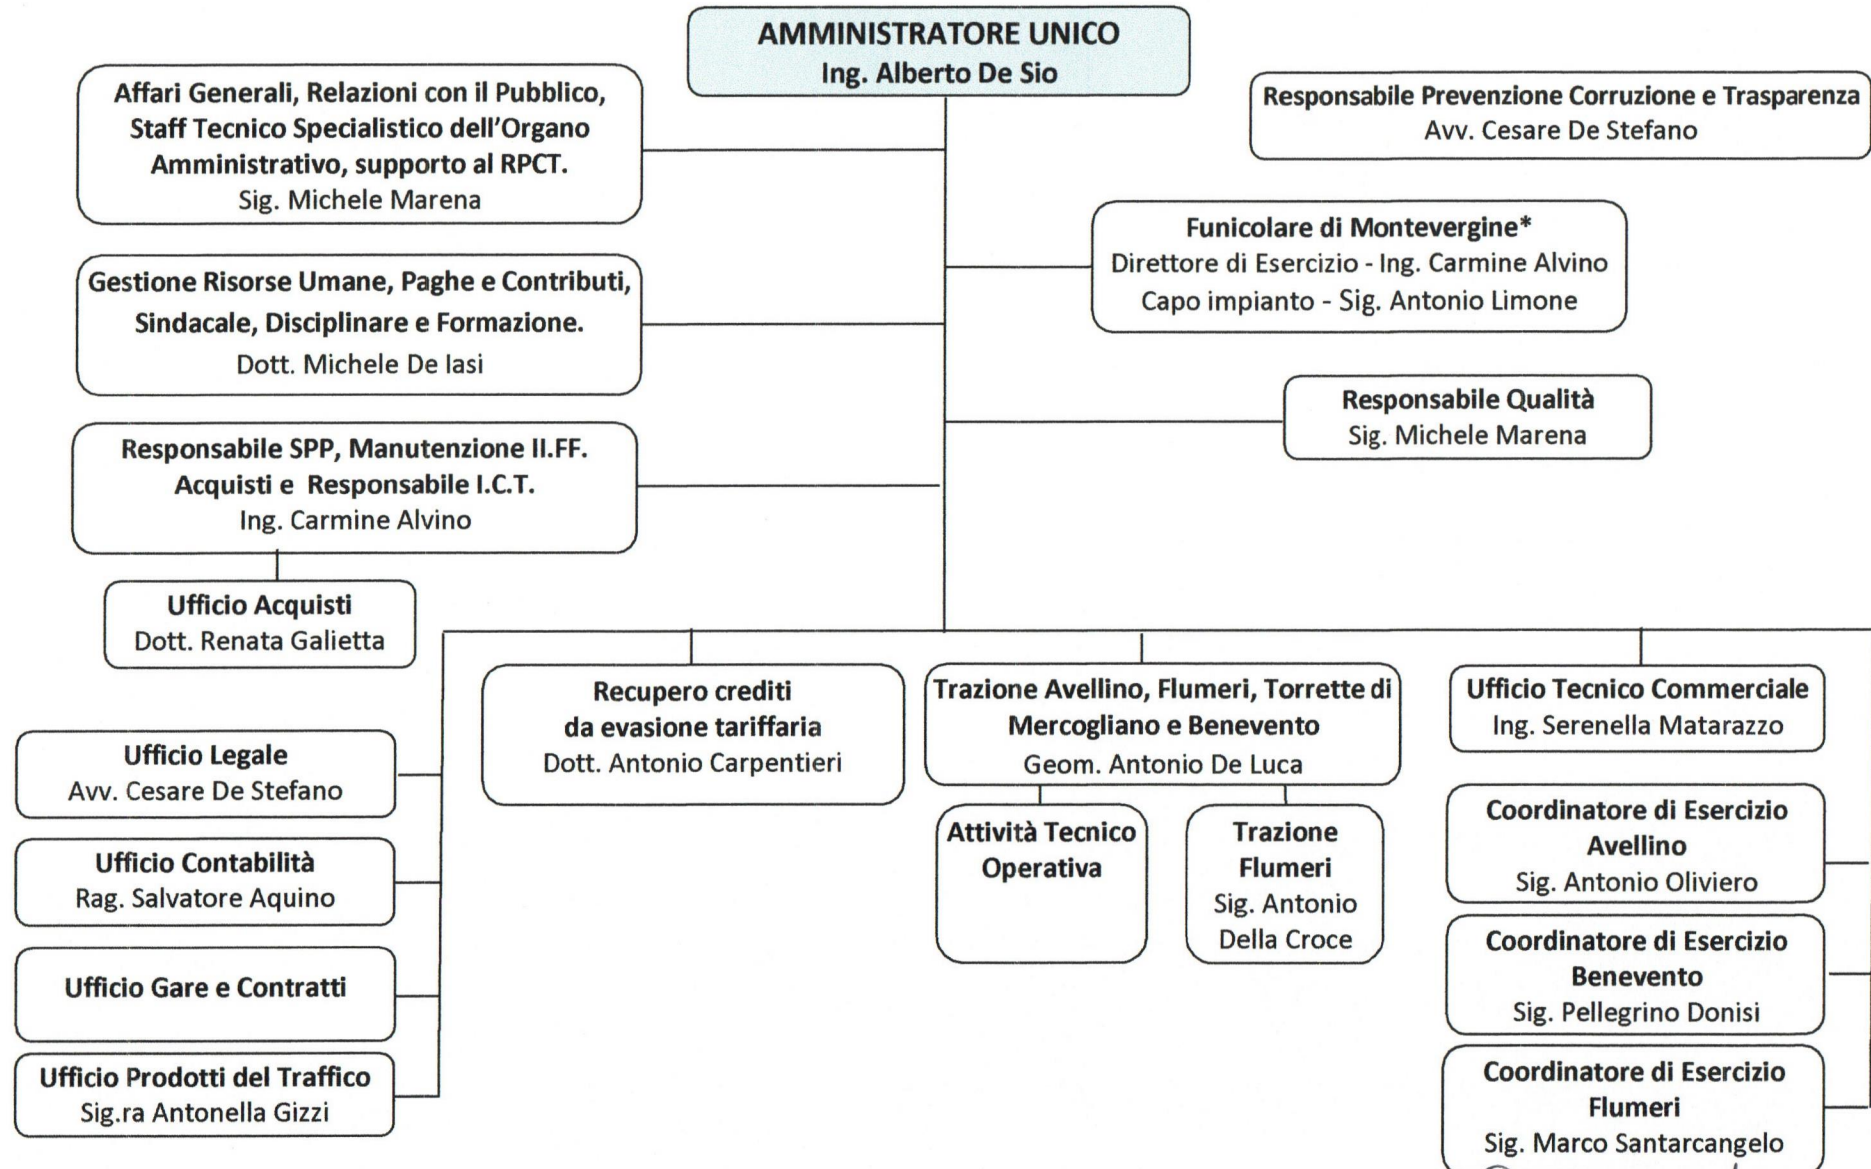 AMMINISTRATORE UNICO
Ing. Alberto De Sio
Affari Generali, Relazioni con il Pubblico,
Staff Tecnico Specialistico dell’Organo
Amministrativo, supporto al RPCT.
Sig. Michele Marena
Responsabile Prevenzione Corruzione e Trasparenza
Avv. Cesare De Stefano
Funicolare di Montevergine*
Direttore di Esercizio - Ing. Carmine Alvino
Capo impianto - Sig. Antonio Limone
Gestione Risorse Umane, Paghe e Contributi,
Sindacale, Disciplinare e Formazione.
Dott. Michele De Iasi
Responsabile Qualità
Sig. Michele Marena
Responsabile SPP, Manutenzione II.FF.
Acquisti e Responsabile I.C.T.
Ing. Carmine Alvino
Ufficio Acquisti
Dott. Renata Galietta
Ufficio Legale
Avv. Cesare De Stefano
Ufficio Contabilità
Rag. Salvatore Aquino
Ufficio Gare e Contratti
Ufficio Prodotti del Traffico
Sig.ra Antonella Gizzi
Recupero crediti
da evasione tariffaria
Dott. Antonio Carpentieri
Trazione Avellino, Flumeri, Torrette di
Mercogliano e Benevento
Geom. Antonio De Luca
Attività Tecnico
Operativa
Trazione
Flumeri
Sig. Antonio
Della Croce
Ufficio Tecnico Commerciale
Ing. Serenella Matarazzo
Coordinatore di Esercizio
Avellino
Sig. Antonio Oliviero
Coordinatore di Esercizio
Benevento
Sig. Pellegrino Donisi
Coordinatore di Esercizio
Flumeri
Sig. Marco Santarcangelo